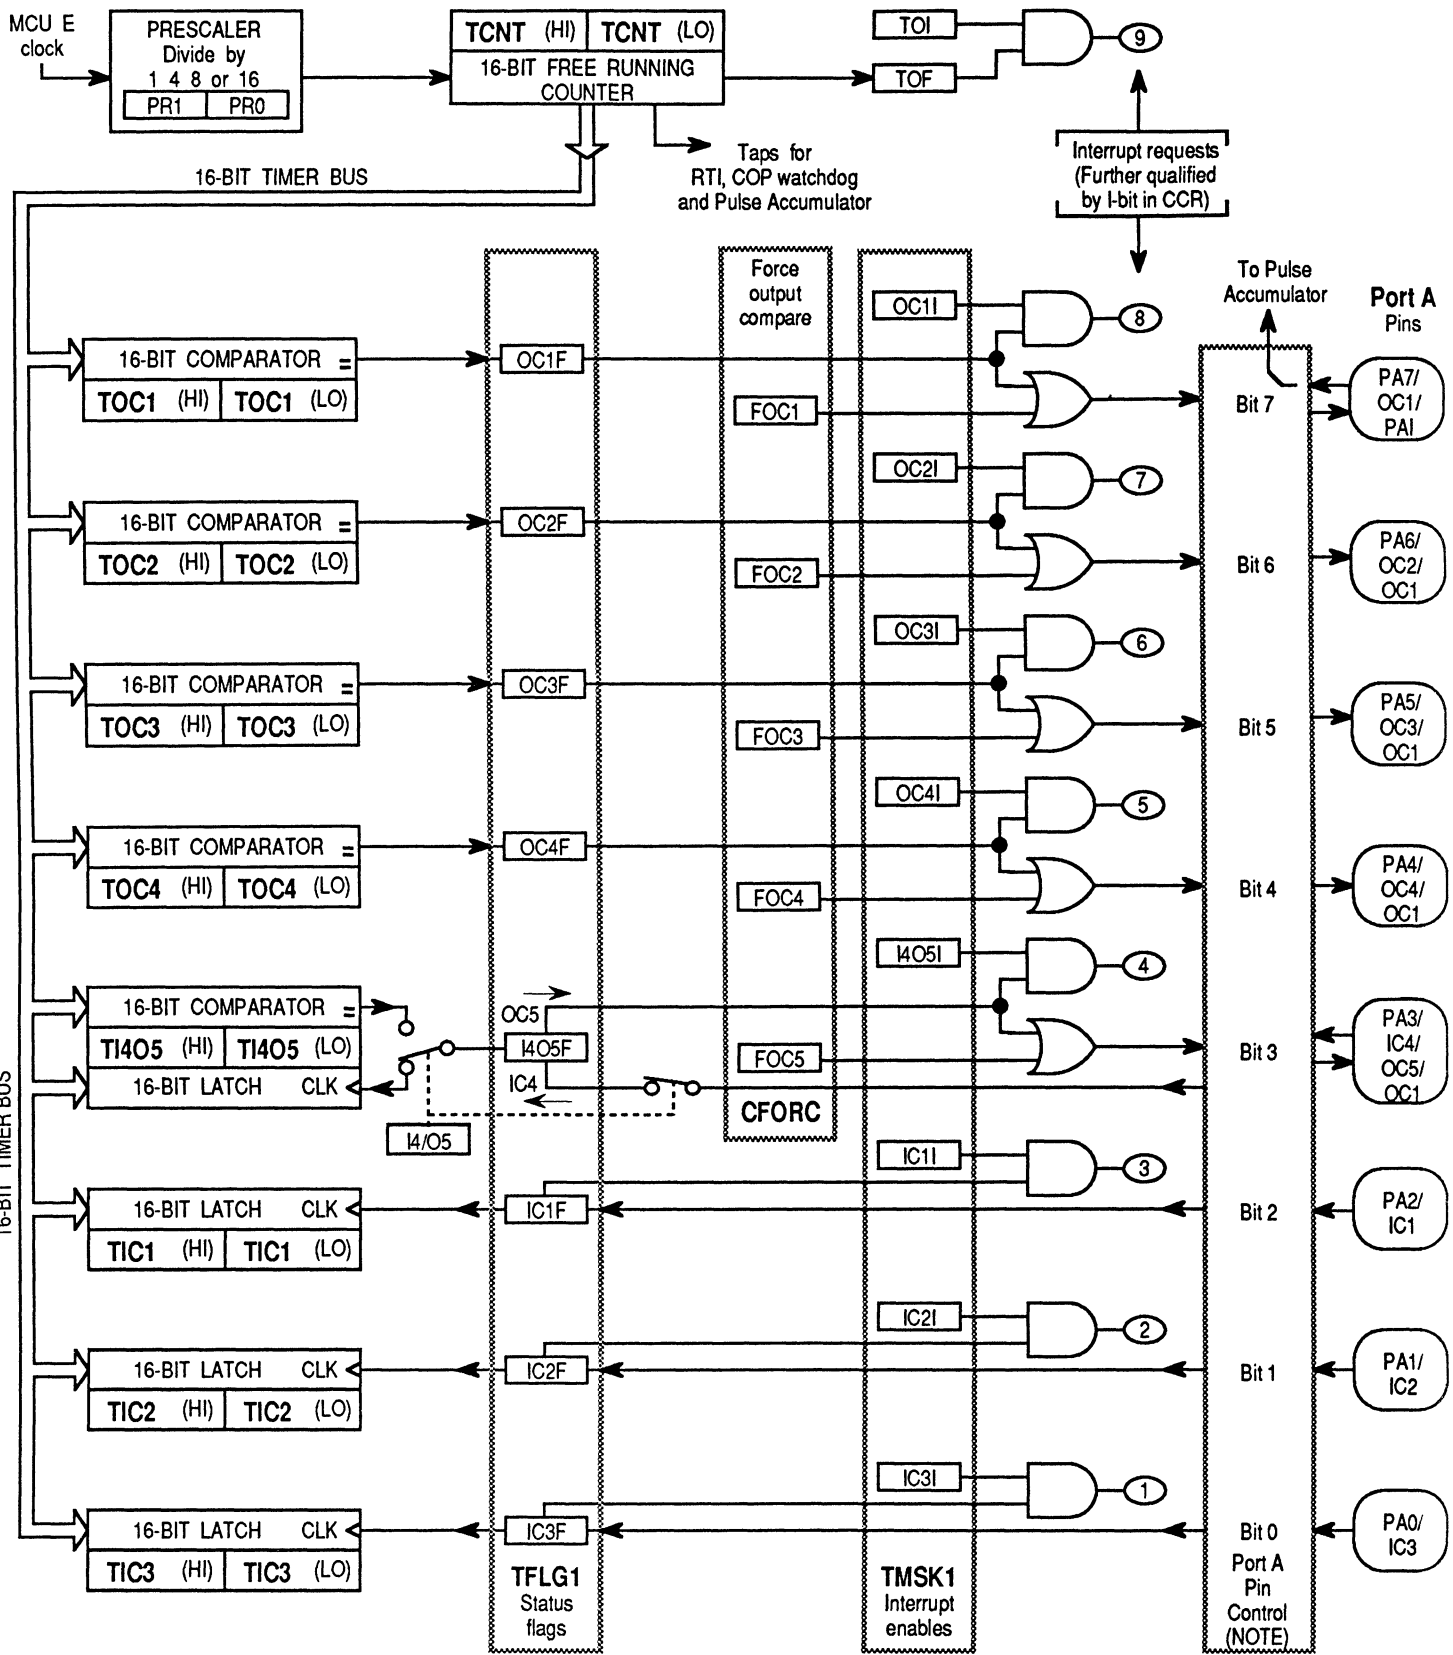 MCU E
clock
PRESCALER
Divide by
1 4 8 or 16
PR1 PR0
TCNT (HI) TCNT (LO)
16-BIT FREE RUNNING
COUNTER
TOI
TOF
9
Taps for
RTI, COP watchdog
and Pulse Accumulator
Interrupt requests
(Further qualified
by I-bit in CCR)
16-BIT TIMER BUS
Force
output
compare
To Pulse
Accumulator
Port A
Pins
OC1I
8
16-BIT COMPARATOR =
TOC1 (HI) TOC1 (LO)
OC1F
FOC1
Bit 7
PA7/
OC1/
PAI
OC2I
7
16-BIT COMPARATOR =
TOC2 (HI) TOC2 (LO)
OC2F
FOC2
Bit 6
PA6/
OC2/
OC1
OC3I
6
16-BIT COMPARATOR =
TOC3 (HI) TOC3 (LO)
OC3F
FOC3
Bit 5
PA5/
OC3/
OC1
OC4I
5
16-BIT COMPARATOR =
TOC4 (HI) TOC4 (LO)
OC4F
FOC4
Bit 4
PA4/
OC4/
OC1
I4O5I
4
16-BIT COMPARATOR =
TI4O5 (HI) TI4O5 (LO)
16-BIT LATCH CLK
OC5
I4O5F
IC4
I4/O5
FOC5
CFORC
Bit 3
PA3/
IC4/
OC5/
OC1
16-BIT TIMER BUS
IC1I
3
16-BIT LATCH CLK
TIC1 (HI) TIC1 (LO)
IC1F
Bit 2
PA2/
IC1
IC2I
2
16-BIT LATCH CLK
TIC2 (HI) TIC2 (LO)
IC2F
Bit 1
PA1/
IC2
IC3I
1
16-BIT LATCH CLK
TIC3 (HI) TIC3 (LO)
IC3F
Bit 0
PA0/
IC3
TFLG1
Status
flags
TMSK1
Interrupt
enables
Port A
Pin
Control
(NOTE)